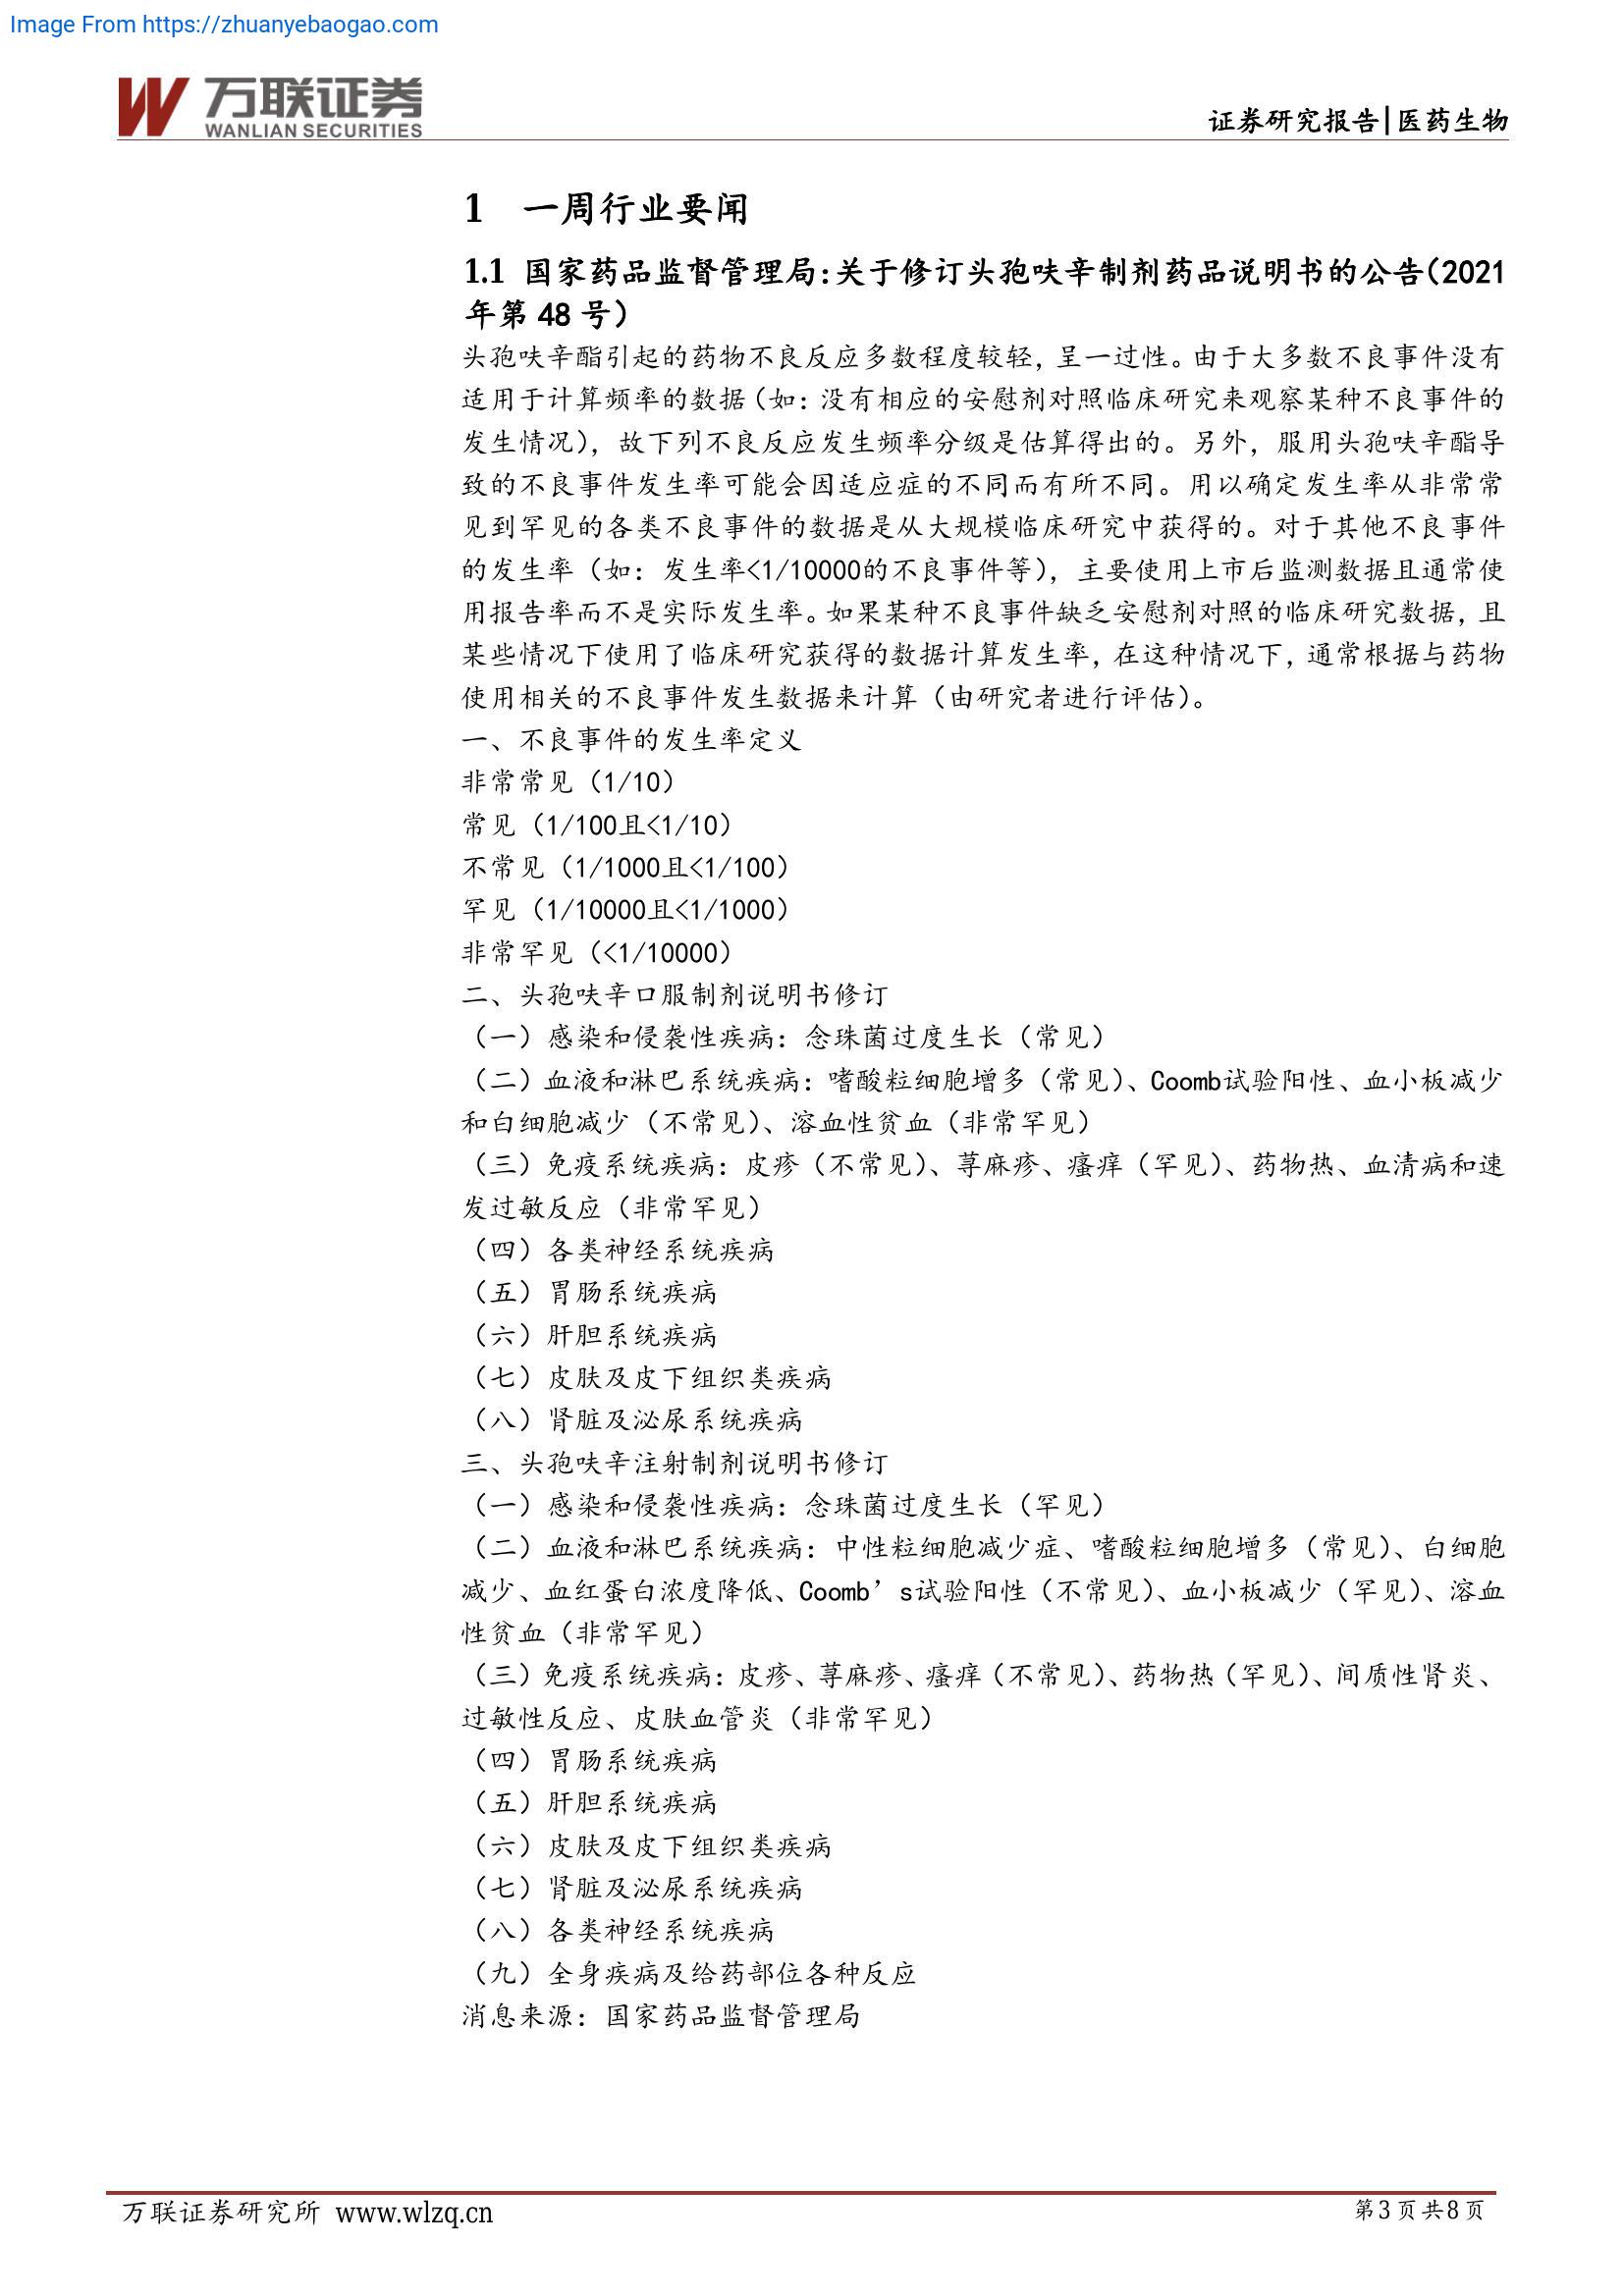 Image From https://zhuanyebaogao.com
万联证券
WANLIAN SECURITIES
证券研究报告|医药生物
1 一周行业要闻
1.1 国家药品监督管理局:关于修订头孢呋辛制剂药品说明书的公告(2021
年第 48 号)
头孢呋辛酯引起的药物不良反应多数程度较轻，呈一过性。由于大多数不良事件没有
适用于计算频率的数据（如：没有相应的安慰剂对照临床研究来观察某种不良事件的
发生情况），故下列不良反应发生频率分级是估算得出的。另外，服用头孢呋辛酯导
致的不良事件发生率可能会因适应症的不同而有所不同。用以确定发生率从非常常
见到罕见的各类不良事件的数据是从大规模临床研究中获得的。对于其他不良事件
的发生率（如：发生率<1/10000的不良事件等），主要使用上市后监测数据且通常使
用报告率而不是实际发生率。如果某种不良事件缺乏安慰剂对照的临床研究数据，且
某些情况下使用了临床研究获得的数据计算发生率，在这种情况下，通常根据与药物
使用相关的不良事件发生数据来计算（由研究者进行评估）。
一、不良事件的发生率定义
非常常见（1/10）
常见（1/100且<1/10）
不常见（1/1000且<1/100）
罕见（1/10000且<1/1000）
非常罕见（<1/10000）
二、头孢呋辛口服制剂说明书修订
（一）感染和侵袭性疾病：念珠菌过度生长（常见）
（二）血液和淋巴系统疾病：嗜酸粒细胞增多（常见）、Coomb试验阳性、血小板减少
和白细胞减少（不常见）、溶血性贫血（非常罕见）
（三）免疫系统疾病：皮疹（不常见）、荨麻疹、瘙痒（罕见）、药物热、血清病和速
发过敏反应（非常罕见）
（四）各类神经系统疾病
（五）胃肠系统疾病
（六）肝胆系统疾病
（七）皮肤及皮下组织类疾病
（八）肾脏及泌尿系统疾病
三、头孢呋辛注射制剂说明书修订
（一）感染和侵袭性疾病：念珠菌过度生长（罕见）
（二）血液和淋巴系统疾病：中性粒细胞减少症、嗜酸粒细胞增多（常见）、白细胞
减少、血红蛋白浓度降低、Coomb’s试验阳性（不常见）、血小板减少（罕见）、溶血
性贫血（非常罕见）
（三）免疫系统疾病：皮疹、荨麻疹、瘙痒（不常见）、药物热（罕见）、间质性肾炎、
过敏性反应、皮肤血管炎（非常罕见）
（四）胃肠系统疾病
（五）肝胆系统疾病
（六）皮肤及皮下组织类疾病
（七）肾脏及泌尿系统疾病
（八）各类神经系统疾病
（九）全身疾病及给药部位各种反应
消息来源：国家药品监督管理局
万联证券研究所 www.wlzq.cn
第3页共8页